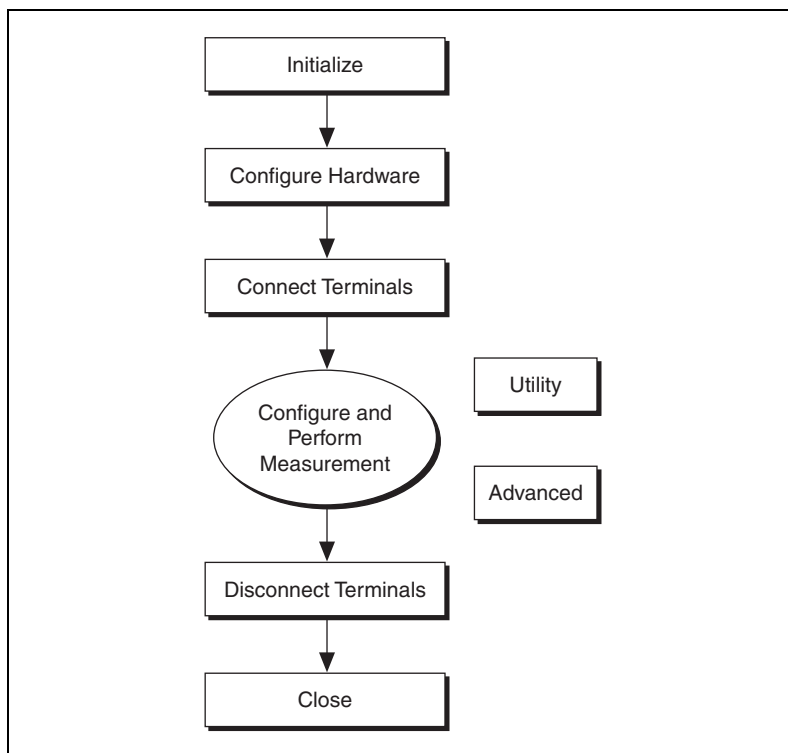 Initialize
Configure Hardware
Connect Terminals
Configure and
Perform
Measurement
Utility
Advanced
Disconnect Terminals
Close